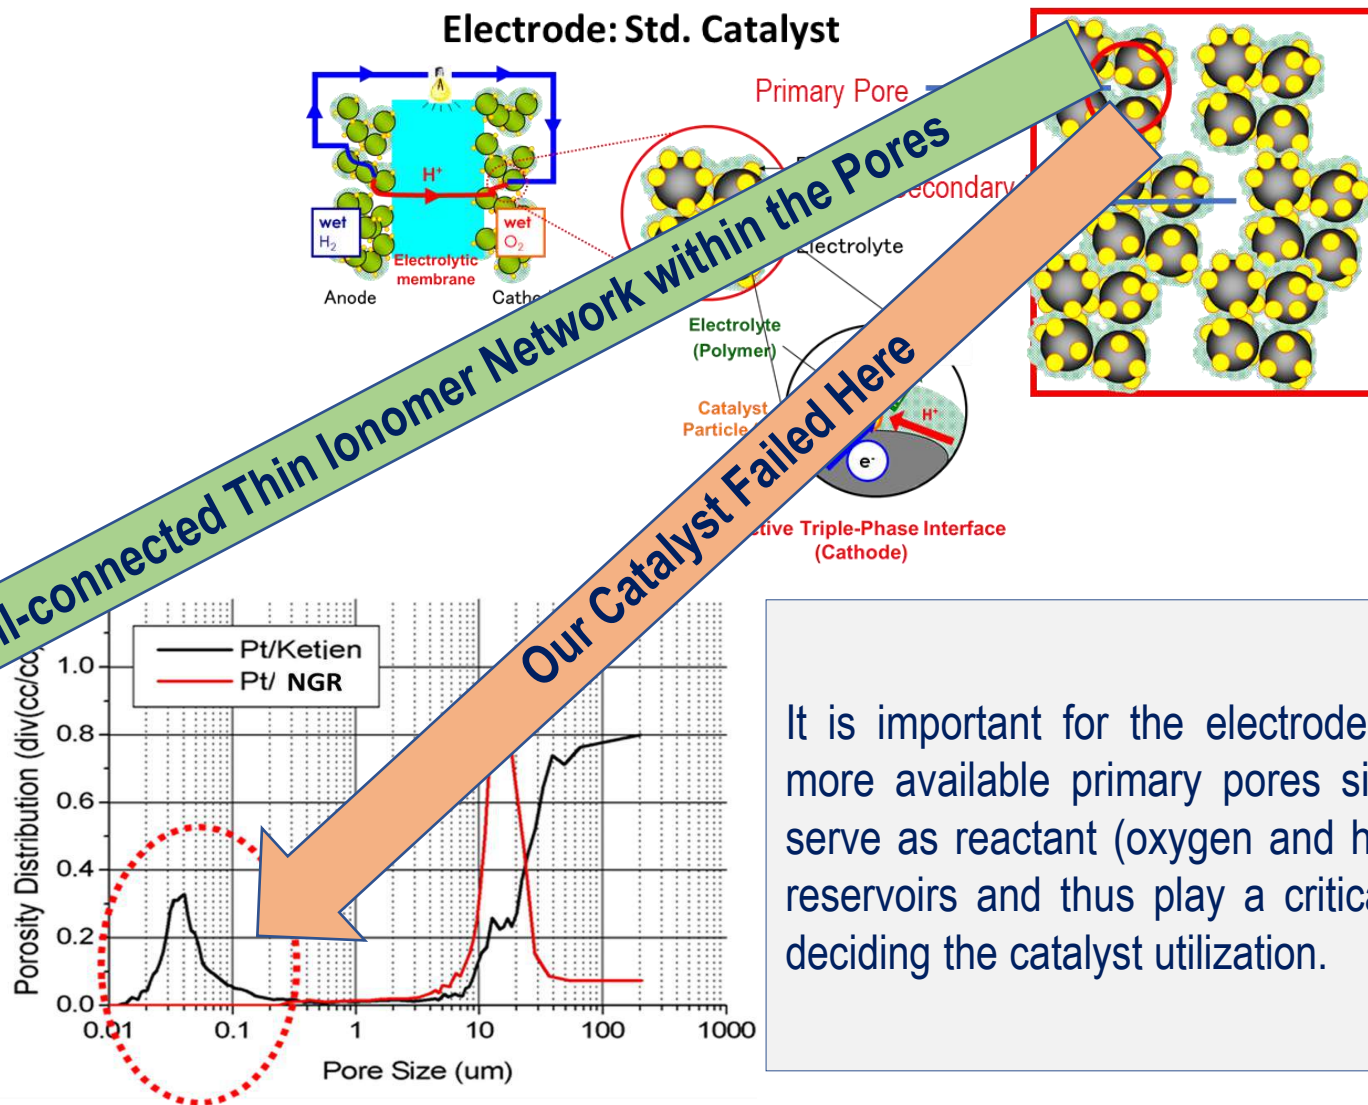 Electrode: Std. Catalyst
Primary Pore
Secondary
H⁺
wet
H₂
wet
O₂
Electrolytic
membrane
Anode
Electrolyte
Electrolyte
(Polymer)
Catalyst
Particle
H⁺
e⁻
Triple-Phase Interface
(Cathode)
Thin Ionomer Network within the Pores
Our Catalyst Failed Here
Pt/Ketjen
Pt/ NGR
Porosity Distribution (div(cc/cc
1.0
0.8
0.6
0.4
0.2
0.0
0.01
0.1
1
10
100
1000
Pore Size (um)
It is important for the electrode
more available primary pores
serve as reactant (oxygen and
reservoirs and thus play a
deciding the catalyst utilization.